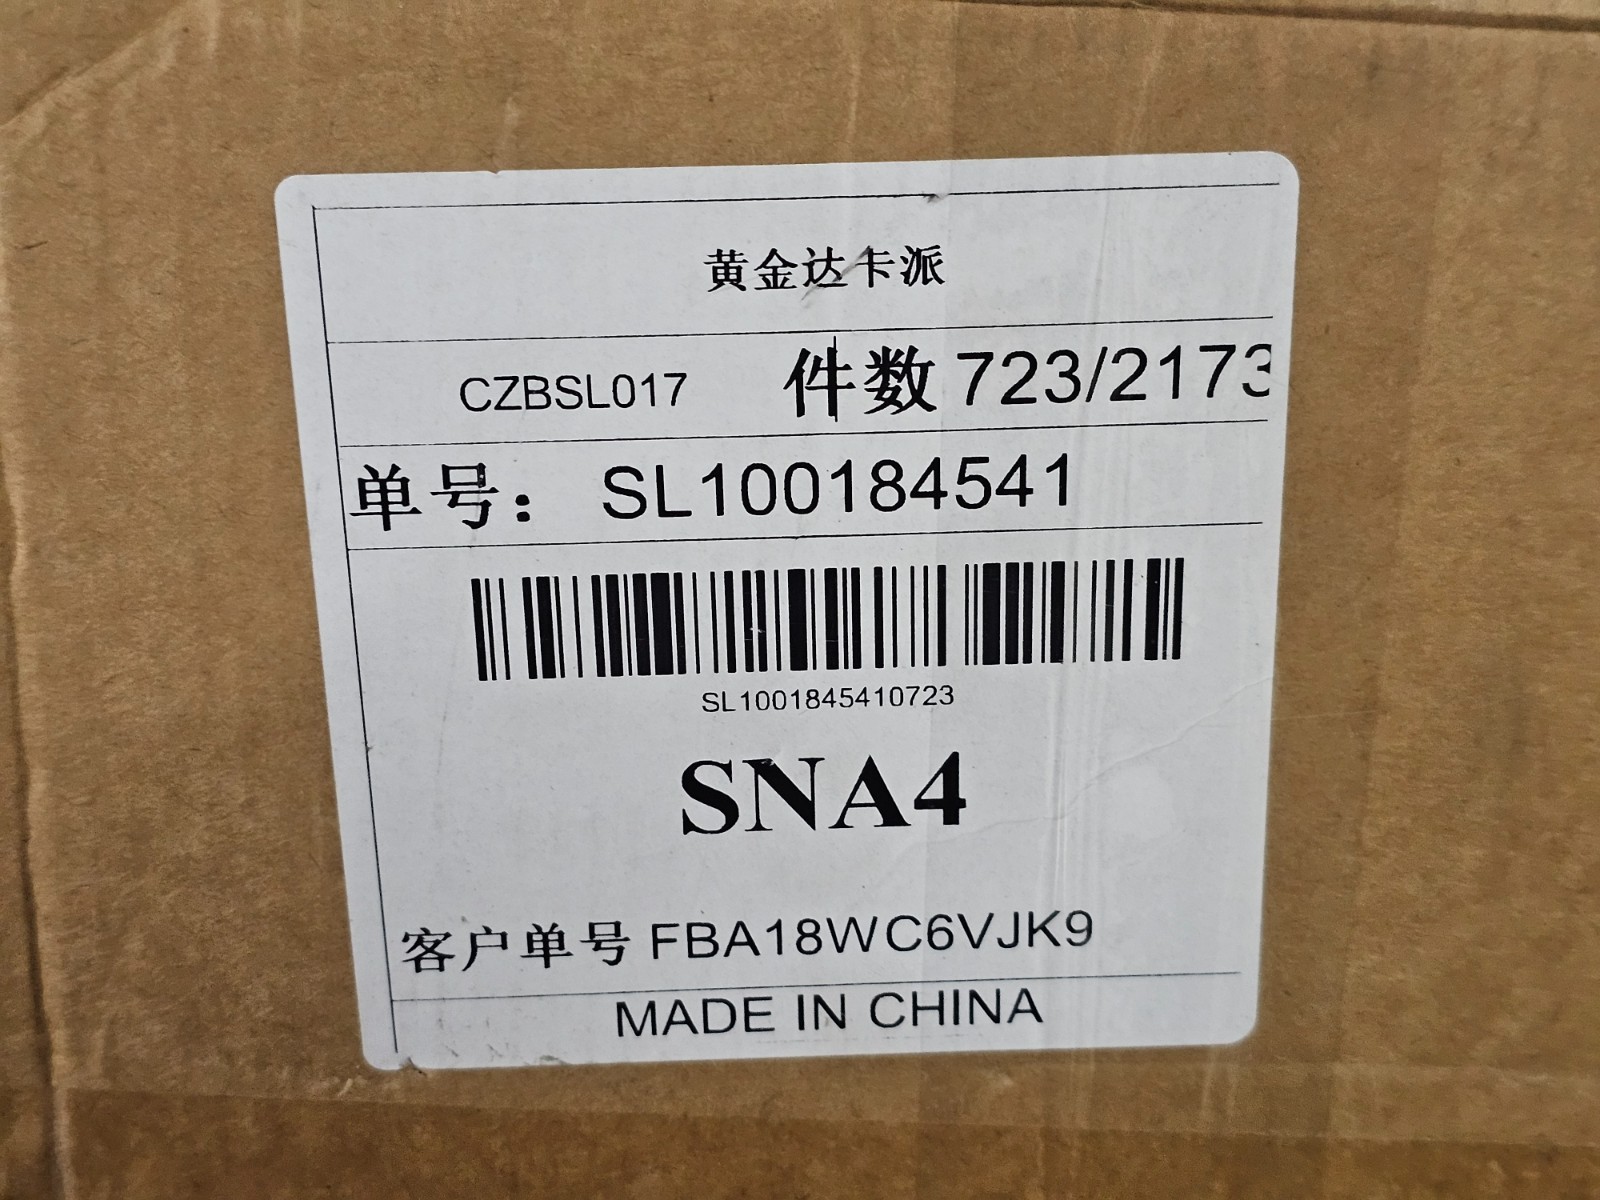 黄金达卡派
CZBSL017 件数 723/2173
单号： SL100184541
SL1001845410723
SNA4
客户单号 FBA18WC6VJK9
MADE IN CHINA